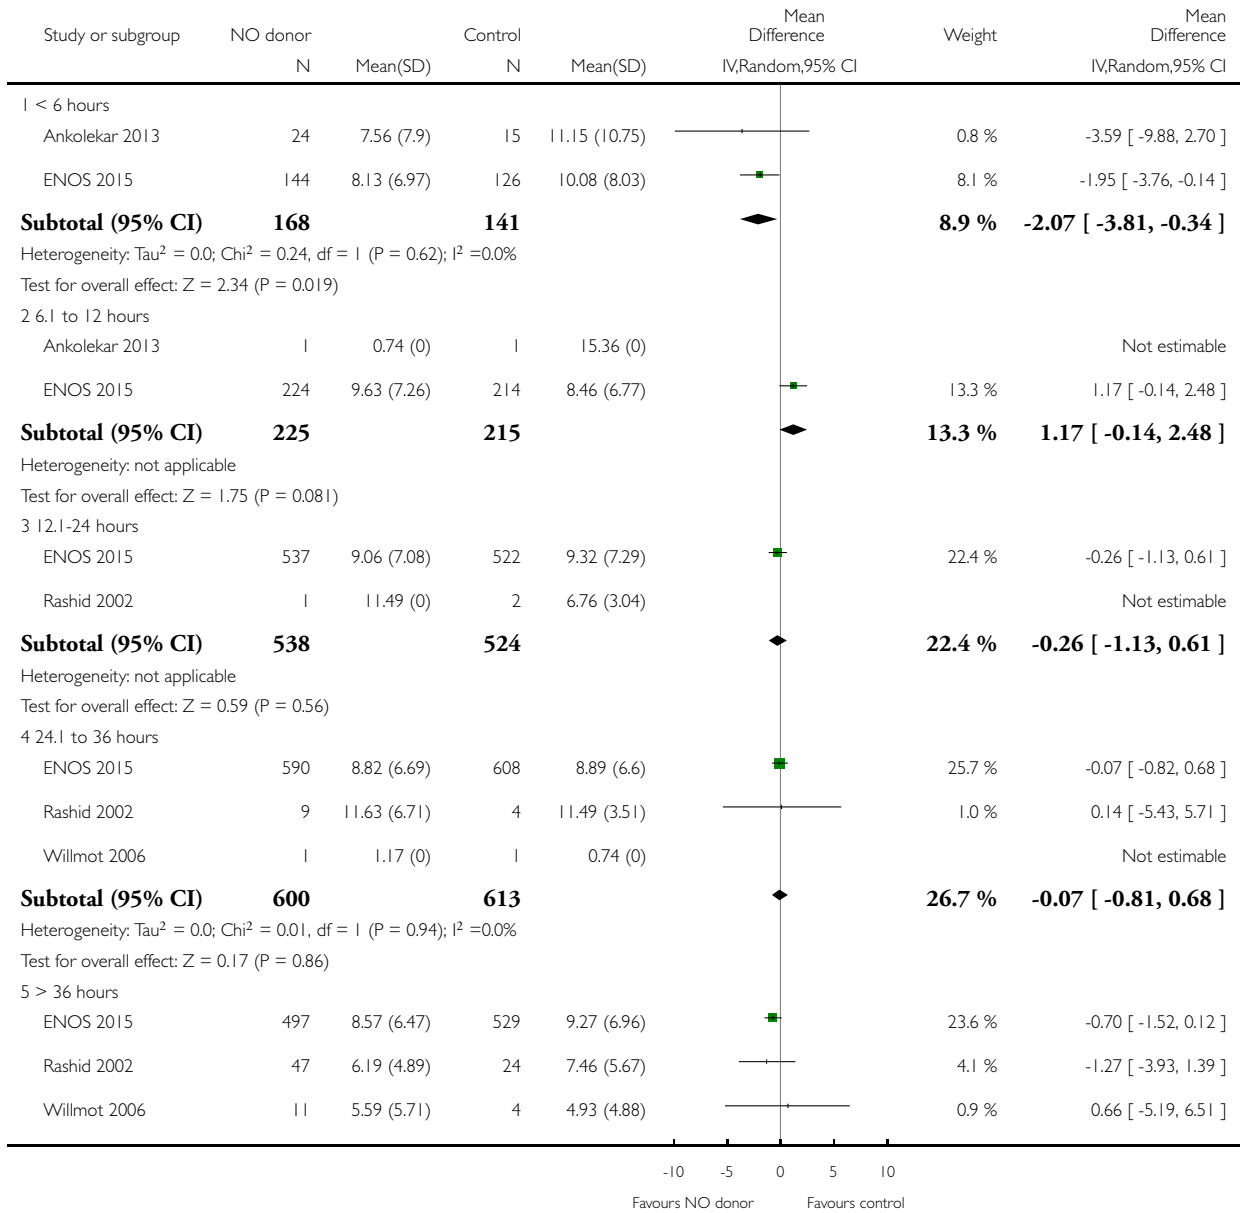 Mean Mean
Study or subgroup NO donor Control Difference Weight Difference
N Mean(SD) N Mean(SD) IV,Random,95% CI IV,Random,95% CI
1 < 6 hours
Ankolekar 2013 24 7.56 (7.9) 15 11.15 (10.75) 0.8 % -3.59 [ -9.88, 2.70 ]
ENOS 2015 144 8.13 (6.97) 126 10.08 (8.03) 8.1 % -1.95 [ -3.76, -0.14 ]
Subtotal (95% CI) 168 141 8.9 % -2.07 [ -3.81, -0.34 ]
Heterogeneity: Tau² = 0.0; Chi² = 0.24, df = 1 (P = 0.62); I² =0.0%
Test for overall effect: Z = 2.34 (P = 0.019)
2 6.1 to 12 hours
Ankolekar 2013 1 0.74 (0) 1 15.36 (0) Not estimable
ENOS 2015 224 9.63 (7.26) 214 8.46 (6.77) 13.3 % 1.17 [ -0.14, 2.48 ]
Subtotal (95% CI) 225 215 13.3 % 1.17 [ -0.14, 2.48 ]
Heterogeneity: not applicable
Test for overall effect: Z = 1.75 (P = 0.081)
3 12.1-24 hours
ENOS 2015 537 9.06 (7.08) 522 9.32 (7.29) 22.4 % -0.26 [ -1.13, 0.61 ]
Rashid 2002 1 11.49 (0) 2 6.76 (3.04) Not estimable
Subtotal (95% CI) 538 524 22.4 % -0.26 [ -1.13, 0.61 ]
Heterogeneity: not applicable
Test for overall effect: Z = 0.59 (P = 0.56)
4 24.1 to 36 hours
ENOS 2015 590 8.82 (6.69) 608 8.89 (6.6) 25.7 % -0.07 [ -0.82, 0.68 ]
Rashid 2002 9 11.63 (6.71) 4 11.49 (3.51) 1.0 % 0.14 [ -5.43, 5.71 ]
Willmot 2006 1 1.17 (0) 1 0.74 (0) Not estimable
Subtotal (95% CI) 600 613 26.7 % -0.07 [ -0.81, 0.68 ]
Heterogeneity: Tau² = 0.0; Chi² = 0.01, df = 1 (P = 0.94); I² =0.0%
Test for overall effect: Z = 0.17 (P = 0.86)
5 > 36 hours
ENOS 2015 497 8.57 (6.47) 529 9.27 (6.96) 23.6 % -0.70 [ -1.52, 0.12 ]
Rashid 2002 47 6.19 (4.89) 24 7.46 (5.67) 4.1 % -1.27 [ -3.93, 1.39 ]
Willmot 2006 11 5.59 (5.71) 4 4.93 (4.88) 0.9 % 0.66 [ -5.19, 6.51 ]
-10 -5 0 5 10
Favours NO donor Favours control